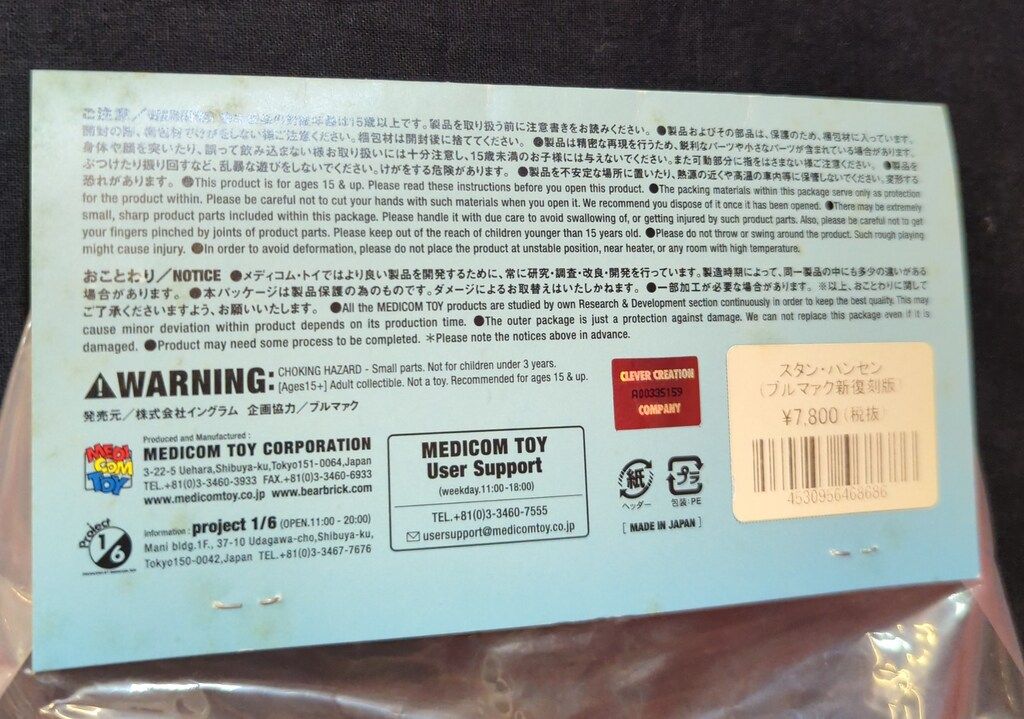 ご注意／ は15歳以上です。製品を取り扱う前に注意書きをお読みください。 ●製品およびその部品は、保護のため、梱包材に入っています。
開封の際、梱包材でけがをしない様ご注意ください。梱包材は開封後に捨ててください。 ●製品は精密な再現を行うため、鋭利なパーツや小さなパーツが含まれている場合があります。
身体や顔を突いたり、誤って飲み込まない様お取り扱いには十分注意し、15歳未満のお子様には与えないでください。また可動部分に指をはさまない様ご注意ください。 ●製品を
ぶつけたり振り回すなど、乱暴な遊びをしないでください。けがをする危険があります。 ●製品を不安定な場所に置いたり、熱源の近くや高温の車内等に保管しないでください、変形する
恐れがあります。 ●This product is for ages 15 & up. Please read these instructions before you open this product. ●The packing materials within this package serve only as protection
for the product within. Please be careful not to cut your hands with such materials when you open it. We recommend you dispose of it once it has been opened. ●There may be extremely
small, sharp product parts included within this package. Please handle it with due care to avoid swallowing of, or getting injured by such product parts. Also, please be careful not to get
your fingers pinched by joints of product parts. Please keep out of the reach of children younger than 15 years old. ●Please do not throw or swing around the product. Such rough playing
might cause injury. ●In order to avoid deformation, please do not place the product at unstable position, near heater, or any room with high temperature.
おことわり／NOTICE ●メディコム・トイではより良い製品を開発するために、常に研究・調査・改良・開発を行っています。製造時期によって、同一製品の中にも多少の違いがある
場合があります。 ●本パッケージは製品保護の為のものです。ダメージによるお取替えはいたしかねます。 ●一部加工が必要な場合があります。 ※以上、おことわりに関して
ご了承くださいますよう、お願いいたします。 ●All the MEDICOM TOY products are studied by own Research & Development section continuously in order to keep the best quality. This may
cause minor deviation within product depends on its production time. ●The outer package is just a protection against damage. We can not replace this package even if it is
damaged. ●Product may need some process to be completed. ＊Please note the notices above in advance.
WARNING: CHOKING HAZARD - Small parts. Not for children under 3 years.
[Ages15+] Adult collectible. Not a toy. Recommended for ages 15 & up.
発売元／株式会社イングラム 企画協力／ブルマァク
MEDI COM TOY
Produced and Manufactured :
MEDICOM TOY CORPORATION
3-22-5 Uehara,Shibuya-ku,Tokyo151-0064,Japan
TEL.+81(0)3-3460-3933 FAX.+81(0)3-3460-6933
www.medicomtoy.co.jp www.bearbrick.com
Project 1/6
Information : project 1/6 (OPEN.11:00 - 20:00)
Mani bldg.1F., 37-10 Udagawa-cho,Shibuya-ku,
Tokyo150-0042,Japan TEL.+81(0)3-3467-7676
MEDICOM TOY
User Support
(weekday.11:00-18:00)
TEL.+81(0)3-3460-7555
usersupport@medicomtoy.co.jp
CLEVER CREATION
A00335159
COMPANY
紙
ヘッダー
プラ
包装:PE
[ MADE IN JAPAN ]
スタン・ハンセン
(ブルマァク新復刻版)
¥7,800(税抜)
4530956468686